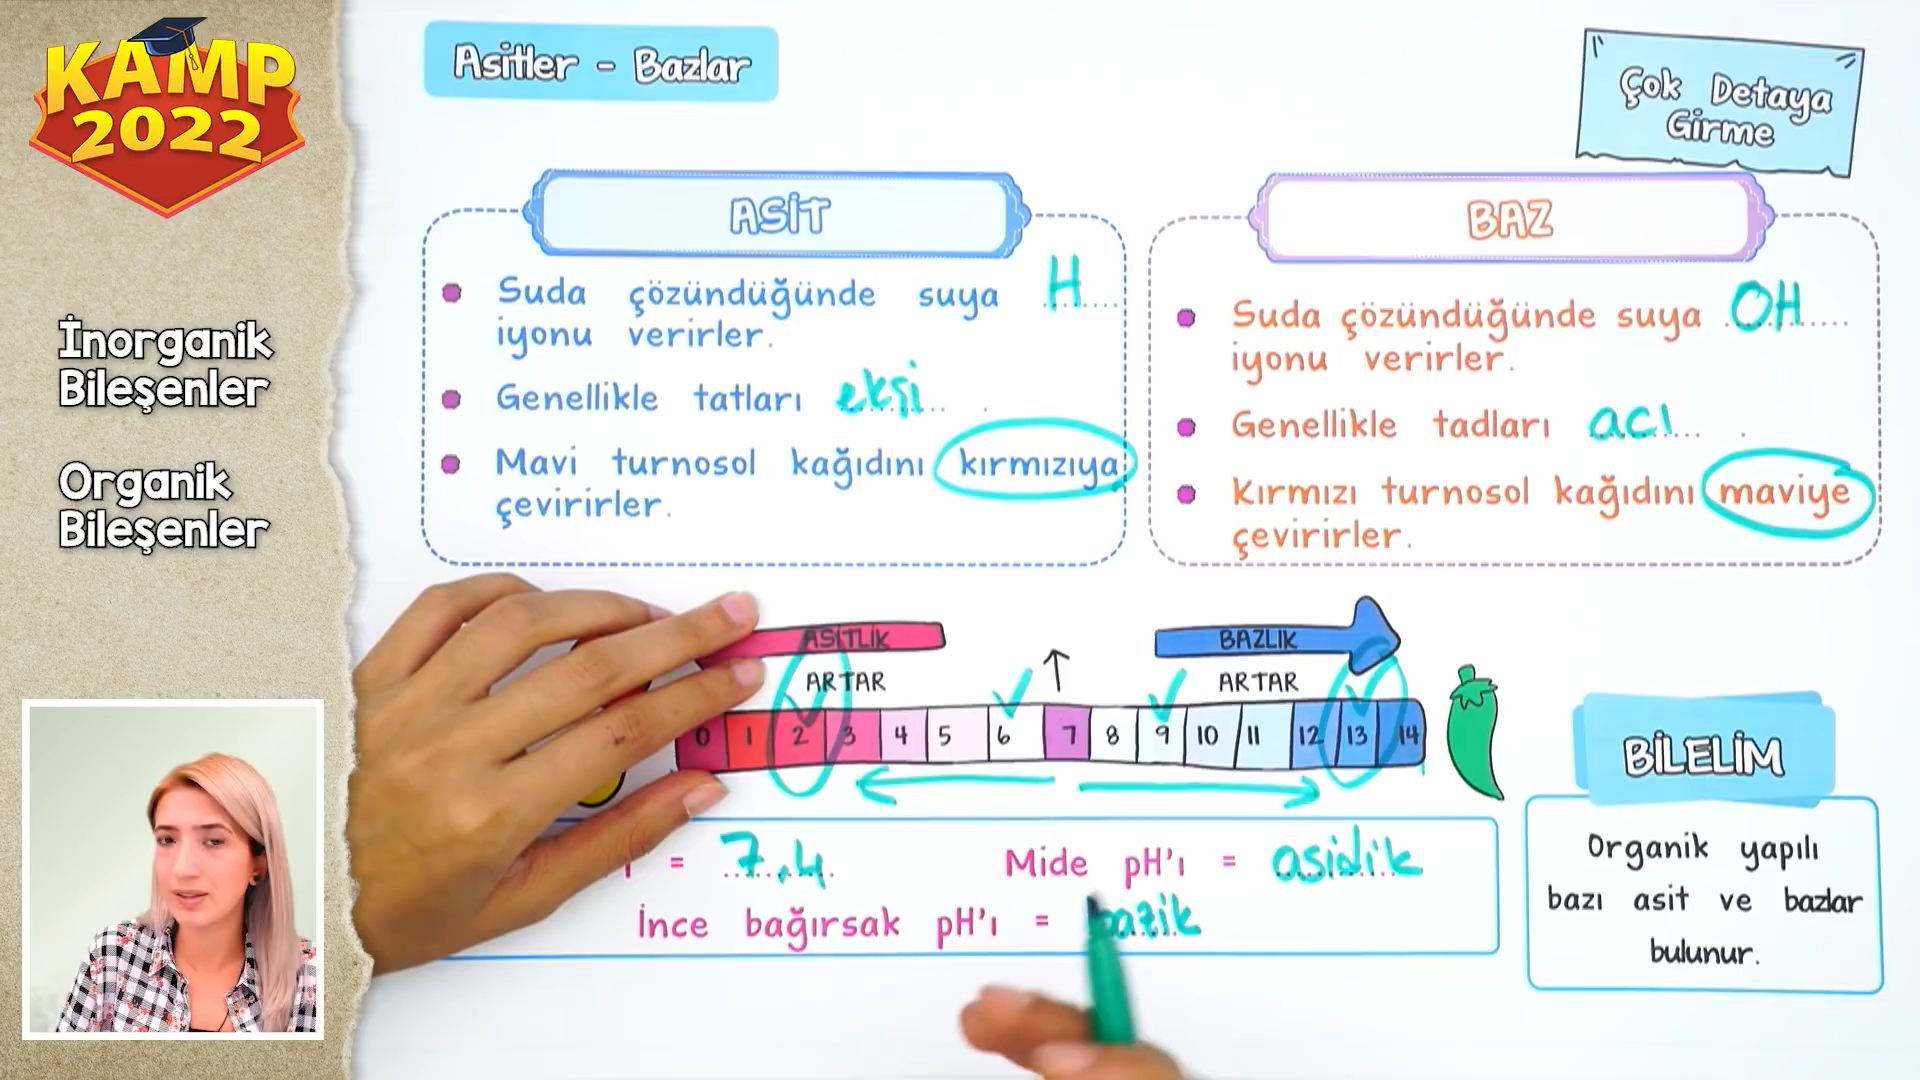 KAMP
2022
İnorganik
Bileşenler
Organik
Bileşenler
Asitler - Bazlar
Çok Detaya
Girme
ASİT
Suda çözündüğünde suya H
iyonu verirler.
Genellikle tatları ekşi .
Mavi turnosol kağıdını kırmızıya
çevirirler.
BAZ
Suda çözündüğünde suya OH
iyonu verirler.
Genellikle tadları acı .
Kırmızı turnosol kağıdını maviye
çevirirler.
ASİTLİK
ARTAR
BAZLIK
ARTAR
0 1 2 3 4 5 6 7 8 9 10 11 12 13 14
= 7,4
Mide pH'ı = asidik
İnce bağırsak pH'ı = bazik
BİLELİM
Organik yapılı
bazı asit ve bazlar
bulunur.